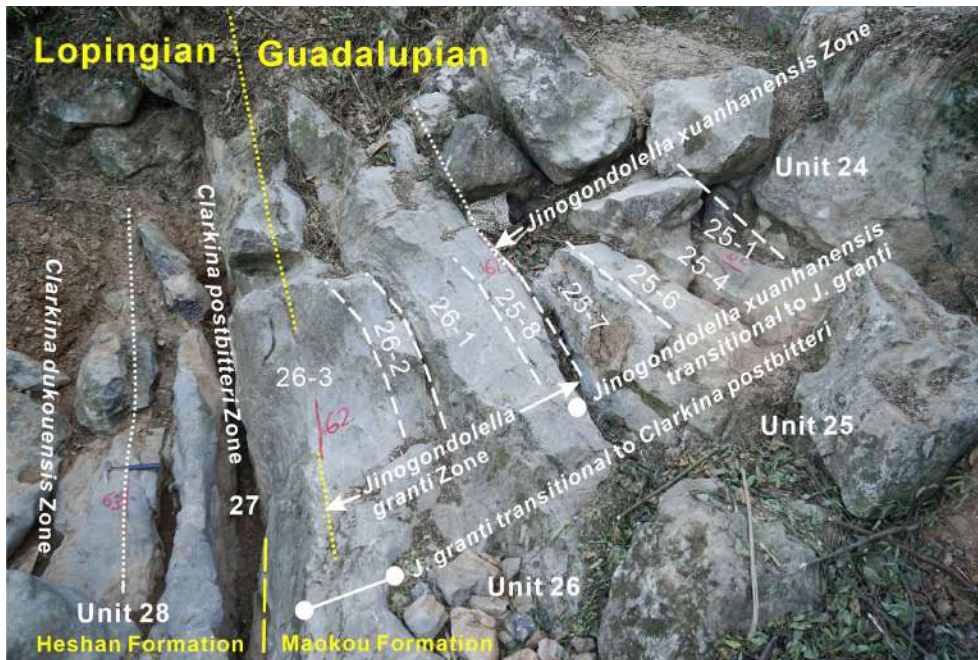 Lopingian
Guadalupian
Jinogondolella xuanhanensis Zone
Unit 24
Clarkina dukouensis Zone
Clarkina postbitteri Zone
25-1
25-4
25-6
25-7
25-8
26-1
26-2
26-3
62
Jinogondolella xuanhanensis
transitional to J. granti
Jinogondolella
granti Zone
J. granti transitional to Clarkina postbitteri
Unit 25
27
Unit 26
Unit 28
Heshan Formation
Maokou Formation